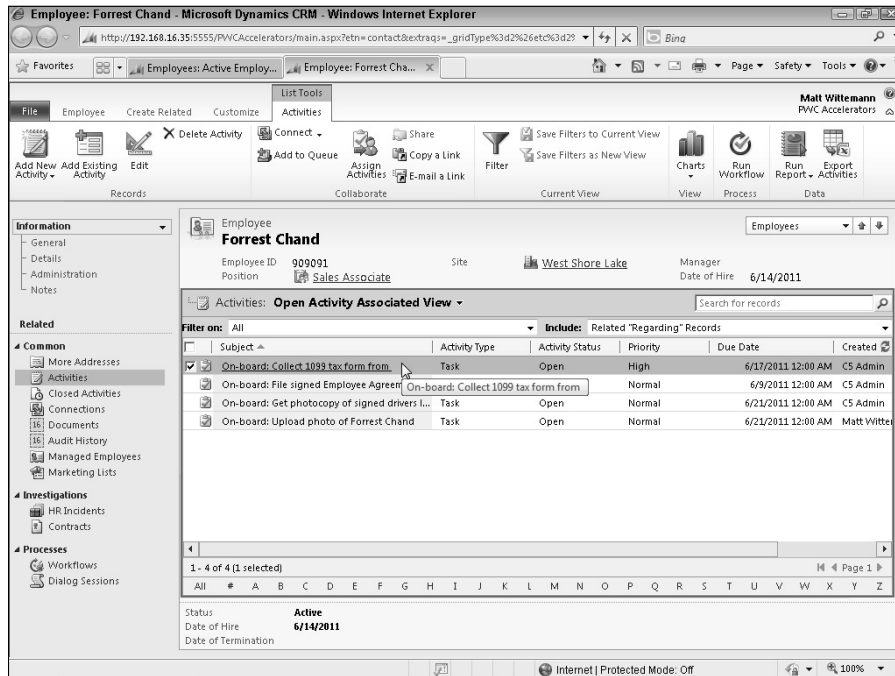 Employee: Forrest Chand - Microsoft Dynamics CRM - Windows Internet Explorer
http://192.168.16.35:5555/PWCAccelerators/main.aspx?etn=contact&extraqs=_gridType%3d2%26etc%3d2%
Bing
Favorites Employees: Active Employ... Employee: Forrest Cha... X Page Safety Tools
List Tools
File Employee Create Related Customize Activities
Matt Wittemann
PWC Accelerators
Add New Activity
Add Existing Activity
Edit
Delete Activity
Records
Connect
Add to Queue
Assign Activities
Share
Copy a Link
E-mail a Link
Collaborate
Filter
Save Filters to Current View
Save Filters as New View
Current View
Charts
View
Run Workflow
Process
Run Report
Export Activities
Data
Information
General
Details
Administration
Notes
Related
Common
More Addresses
Activities
Closed Activities
Connections
16 Documents
16 Audit History
Managed Employees
Marketing Lists
Investigations
HR Incidents
Contracts
Processes
Workflows
Dialog Sessions
Employee
Forrest Chand
Employees
Employee ID 909091 Site West Shore Lake Manager
Position Sales Associate Date of Hire 6/14/2011
Activities: Open Activity Associated View Search for records
Filter on: All Include: Related "Regarding" Records
Subject Activity Type Activity Status Priority Due Date Created
On-board: Collect 1099 tax form from Task Open High 6/17/2011 12:00 AM C5 Admin
On-board: File signed Employee Agreem Normal 6/9/2011 12:00 AM C5 Admin
On-board: Collect 1099 tax form from
On-board: Get photocopy of signed drivers l... Task Open Normal 6/21/2011 12:00 AM C5 Admin
On-board: Upload photo of Forrest Chand Task Open Normal 6/21/2011 12:00 AM Matt Witter
1 - 4 of 4 (1 selected) Page 1
All # A B C D E F G H I J K L M N O P Q R S T U V W X Y Z
Status Active
Date of Hire 6/14/2011
Date of Termination
Internet | Protected Mode: Off 100%